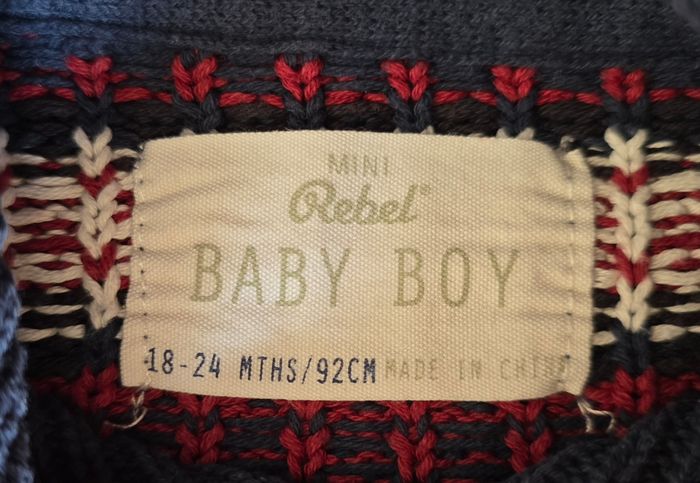 MINI
Rebel®
BABY BOY
18-24 MTHS/92CM MADE IN CHINA